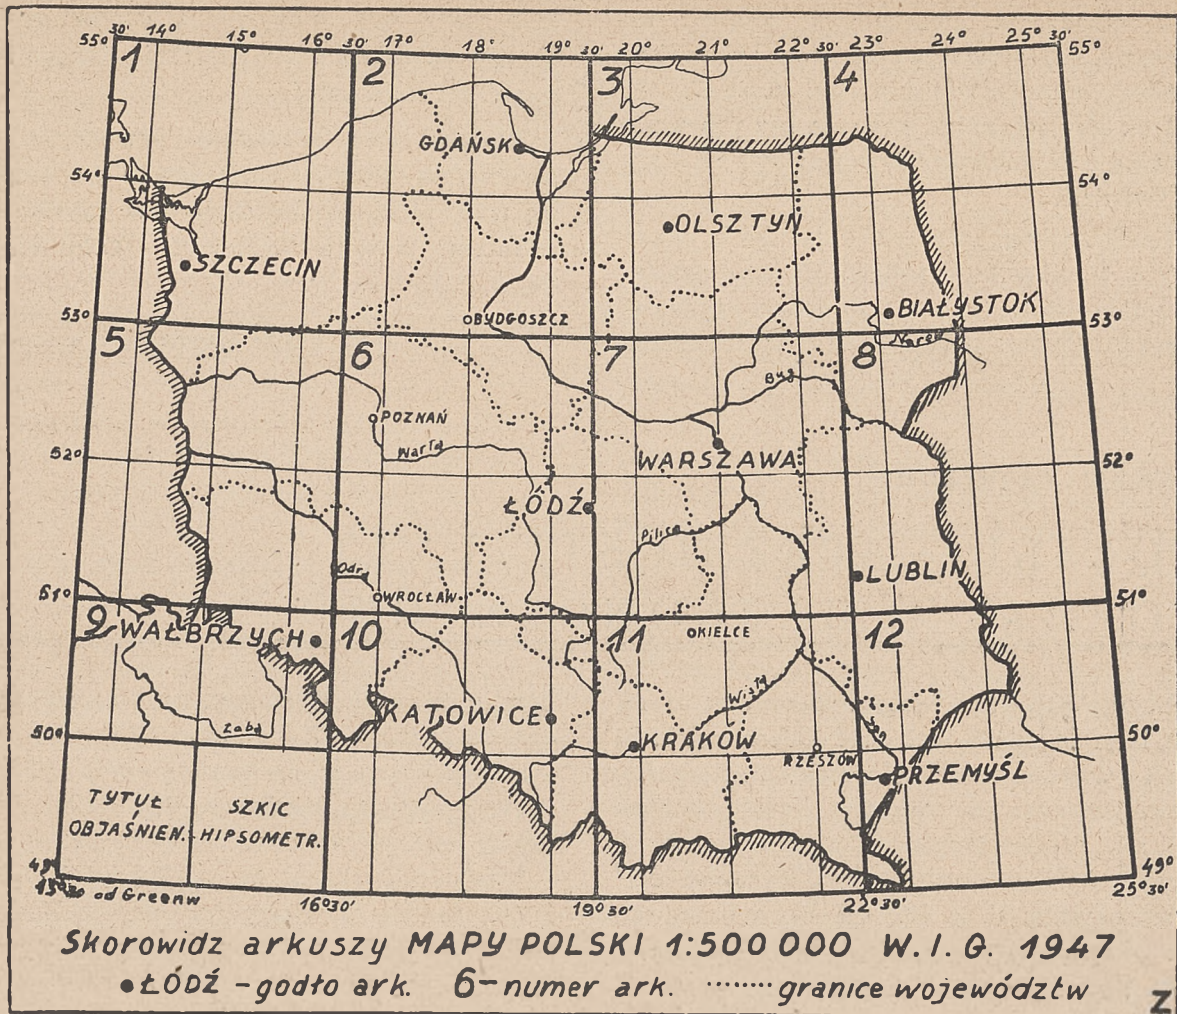 30' 14° 15° 16° 30' 17° 18° 19° 30' 20° 21° 22° 30' 23° 24° 25° 30'
55° 55°
1 2 3 4
GDAŃSK
54° 54°
OLSZTYN
SZCZECIN
BIAŁYSTOK
53° 53°
BYDGOSZCZ
Narew
5 6 7 8
Bug
POZNAŃ
Warta
52° 52°
WARSZAWA
ŁÓDŹ
Pilica
Odra
LUBLIN
WROCŁAW
51° 51°
9 WAŁBRZYCH 10 11 12
KIELCE
Wisła
KATOWICE
San
Łaba
50° 50°
KRAKÓW
RZESZÓW
PRZEMYŚL
TYTUŁ
i
OBJAŚNIEN.
SZKIC
HIPSOMETR.
49° 49°
13°30' od Greenw 16°30' 19°30' 22°30' 25°30'
Skorowidz arkuszy MAPY POLSKI 1:500 000 W.I.G. 1947
ŁÓDŹ - godło ark. 6 - numer ark. ........ granice województw
Z